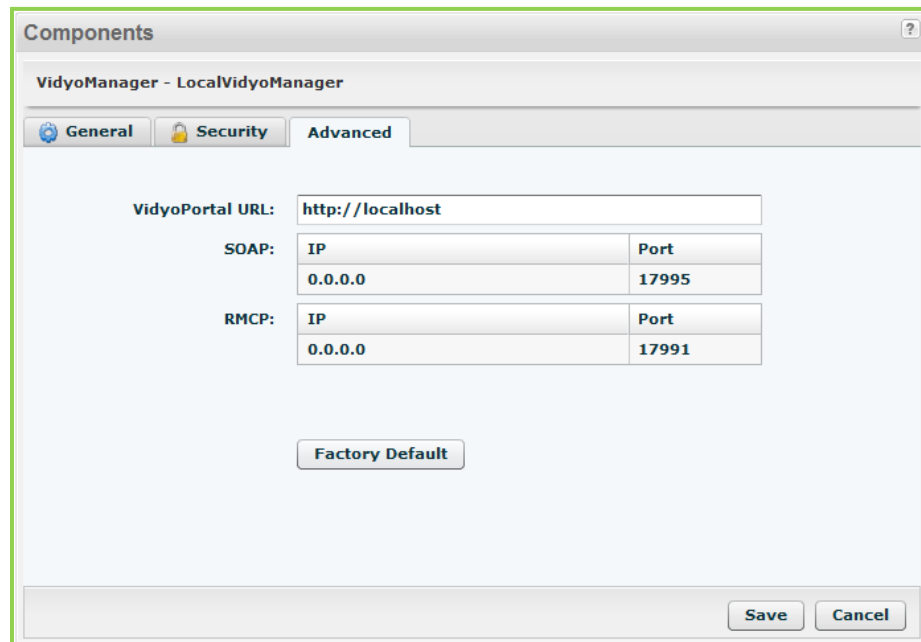 Components ?
VidyoManager - LocalVidyoManager
General Security Advanced
VidyoPortal URL: http://localhost
SOAP: IP Port
0.0.0.0 17995
RMCP: IP Port
0.0.0.0 17991
Factory Default
Save Cancel